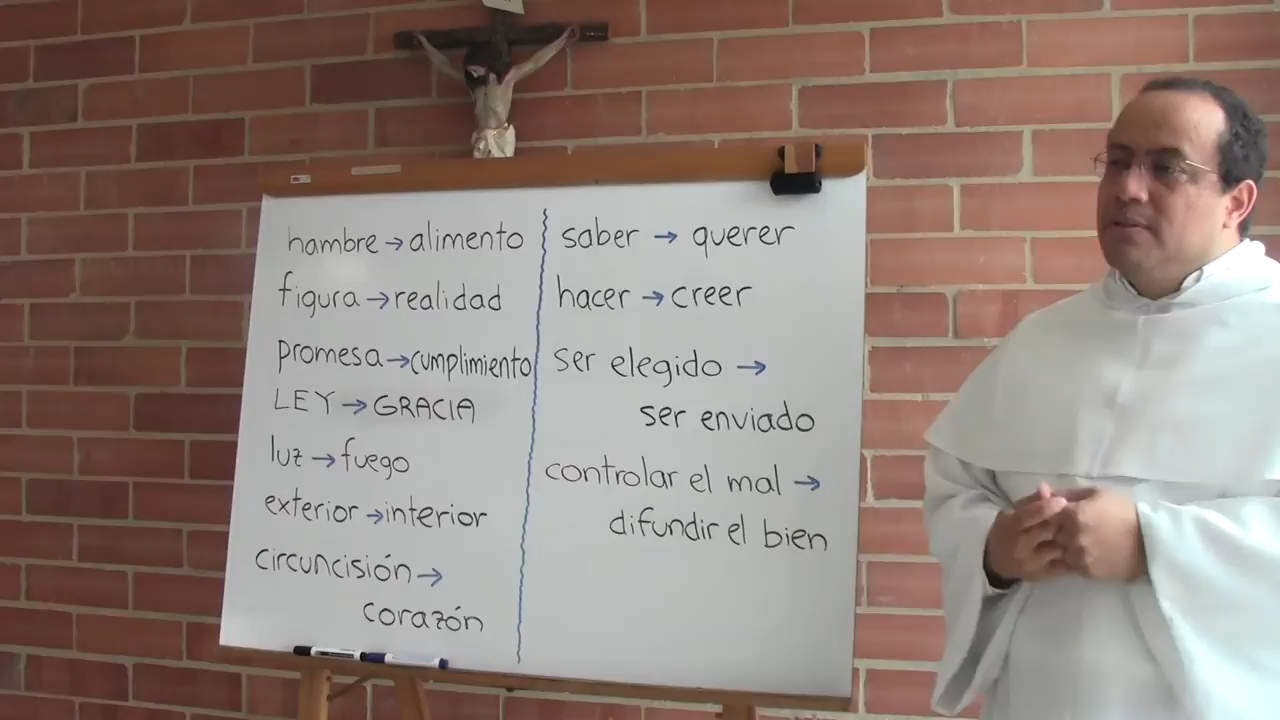 hambre → alimento
figura → realidad
promesa → cumplimiento
LEY → GRACIA
luz → fuego
exterior → interior
circuncisión →
corazón
saber → querer
hacer → creer
ser elegido →
ser enviado
controlar el mal →
difundir el bien